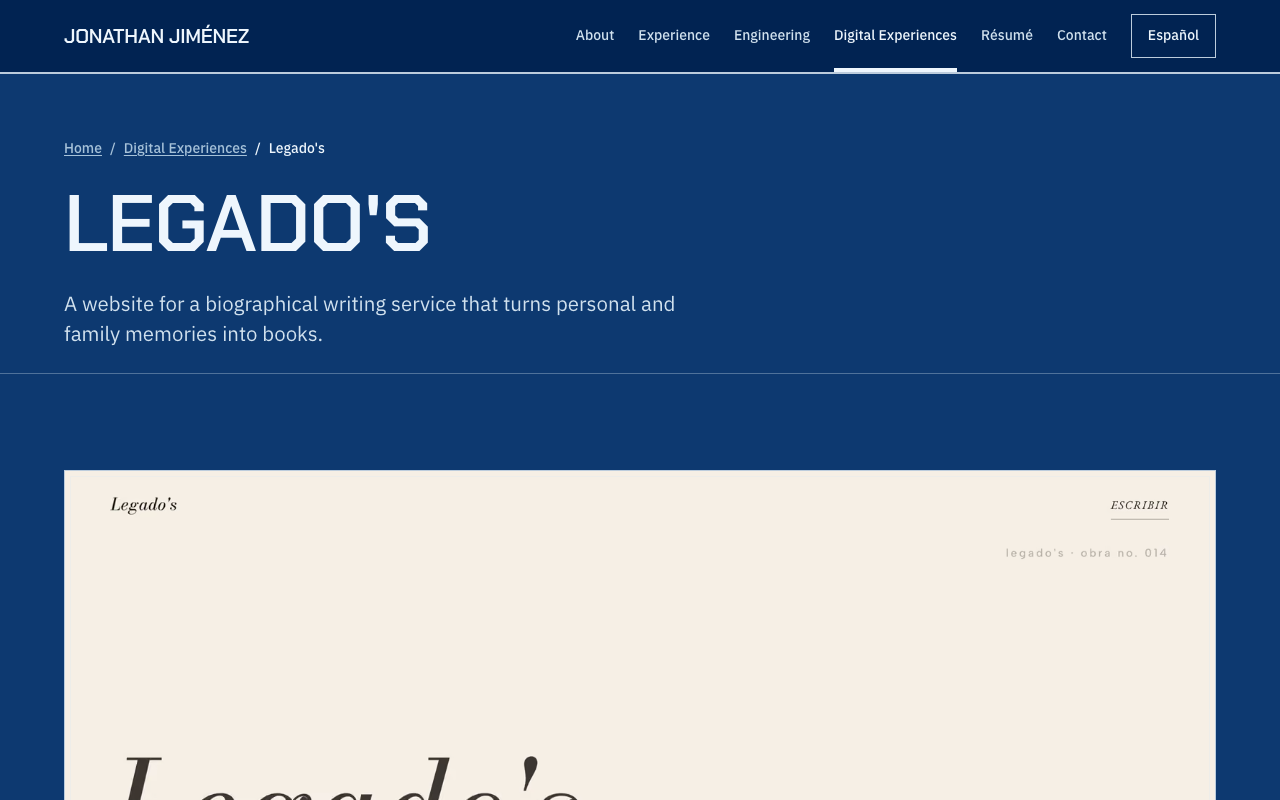 JONATHAN JIMÉNEZ
About Experience Engineering Digital Experiences Résumé Contact Español
Home / Digital Experiences / Legado's
LEGADO'S
A website for a biographical writing service that turns personal and
family memories into books.
Legado's
ESCRIBIR
legado's · obra no. 014
Legado's